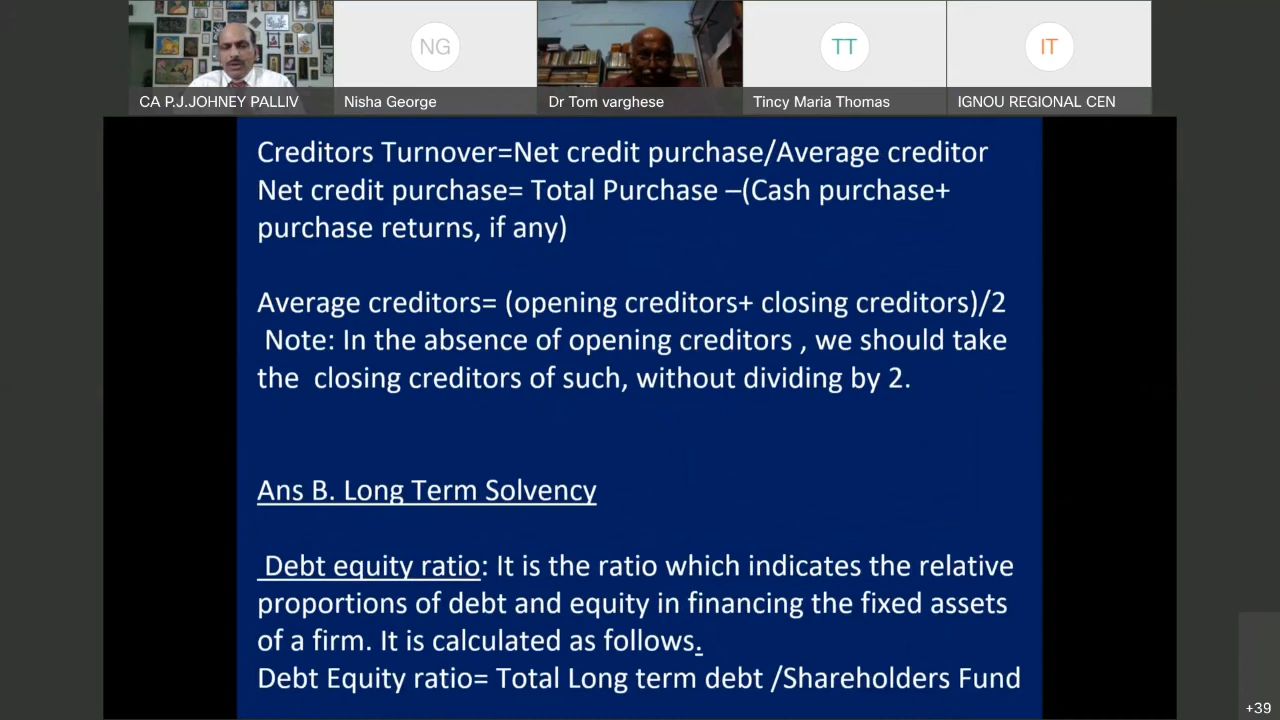 NG
TT
IT
CA P.J.JOHNEY PALLIV
Nisha George
Dr Tom varghese
Tincy Maria Thomas
IGNOU REGIONAL CEN
Creditors Turnover=Net credit purchase/Average creditor
Net credit purchase= Total Purchase –(Cash purchase+
purchase returns, if any)
Average creditors= (opening creditors+ closing creditors)/2
Note: In the absence of opening creditors , we should take
the closing creditors of such, without dividing by 2.
Ans B. Long Term Solvency
Debt equity ratio: It is the ratio which indicates the relative
proportions of debt and equity in financing the fixed assets
of a firm. It is calculated as follows.
Debt Equity ratio= Total Long term debt /Shareholders Fund
+39